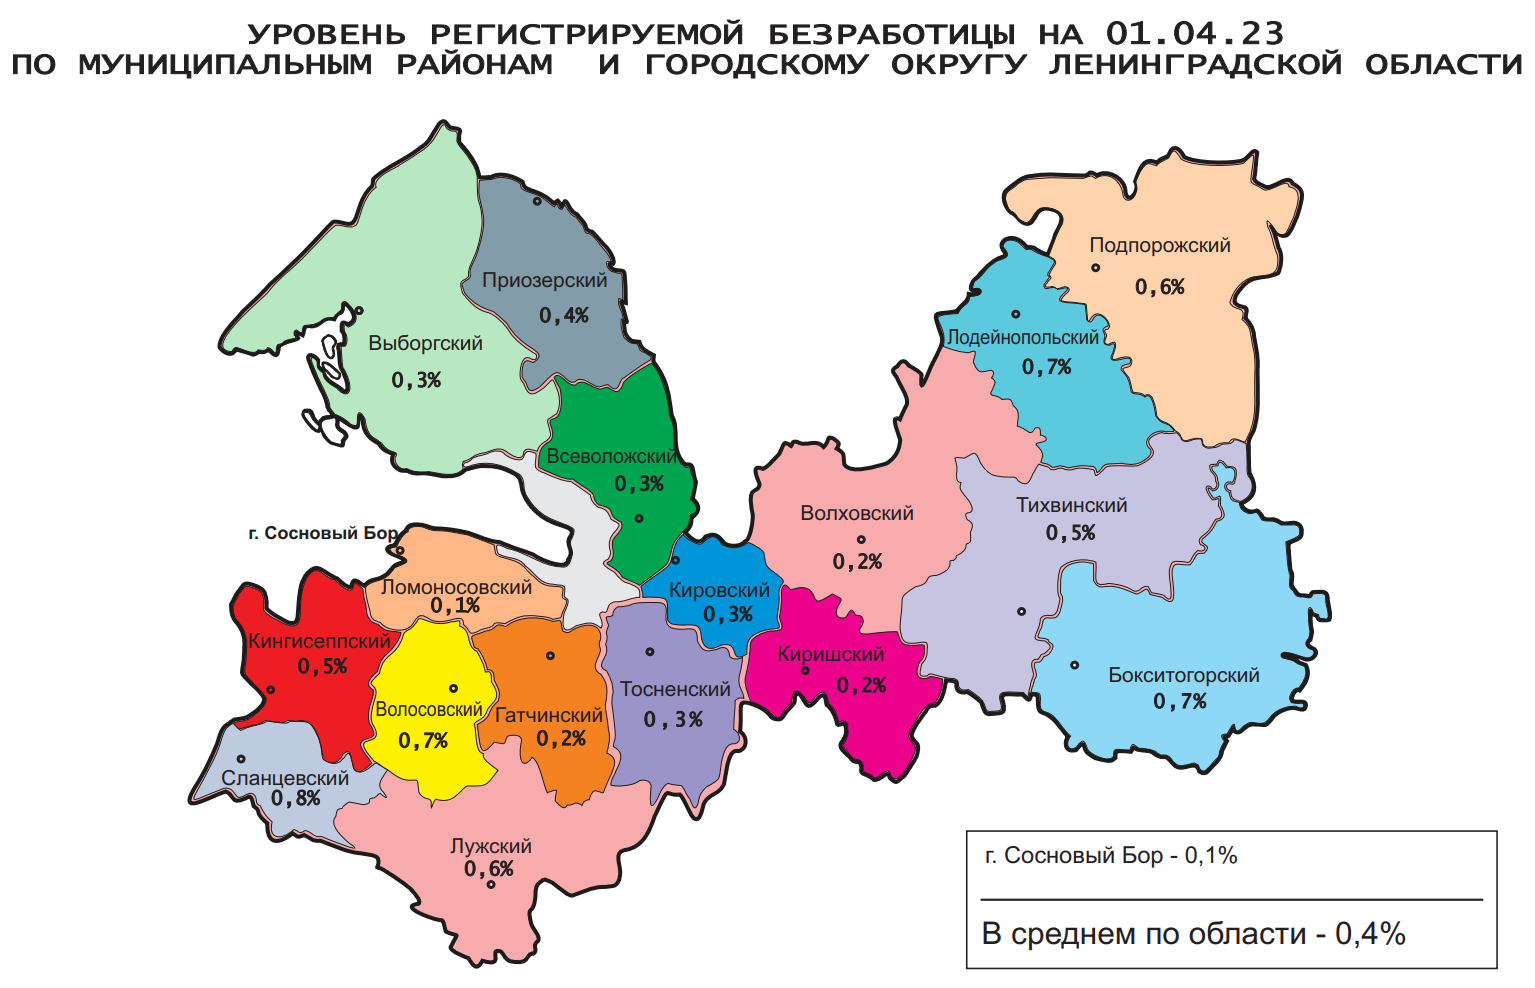 УРОВЕНЬ РЕГИСТРИРУЕМОЙ БЕЗРАБОТИЦЫ НА 01.04.23
ПО МУНИЦИПАЛЬНЫМ РАЙОНАМ И ГОРОДСКОМУ ОКРУГУ ЛЕНИНГРАДСКОЙ ОБЛАСТИ
Подпорожский
0,6%
Приозерский
0,4%
Лодейнопольский
0,7%
Выборгский
0,3%
Всеволожский
0,3%
Волховский
0,2%
Тихвинский
0,5%
г. Сосновый Бор
Ломоносовский
0,1%
Кировский
0,3%
Кингисеппский
0,5%
Киришский
0,2%
Тосненский
0,3%
Бокситогорский
0,7%
Волосовский
0,7%
Гатчинский
0,2%
Сланцевский
0,8%
Лужский
0,6%
г. Сосновый Бор - 0,1%
В среднем по области - 0,4%